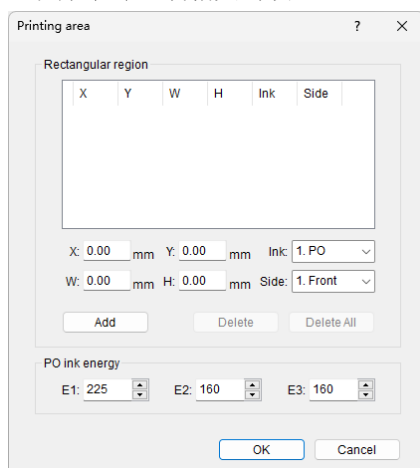 Printing area ? ×
Rectangular region
X Y W H Ink Side
X: 0.00 mm Y: 0.00 mm Ink: 1. PO
W: 0.00 mm H: 0.00 mm Side: 1. Front
Add Delete Delete All
PO ink energy
E1: 225 E2: 160 E3: 160
OK Cancel